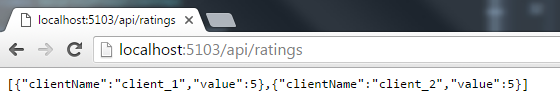 localhost:5103/api/ratings
localhost:5103/api/ratings
[{"clientName":"client_1","value":5},{"clientName":"client_2","value":5}]